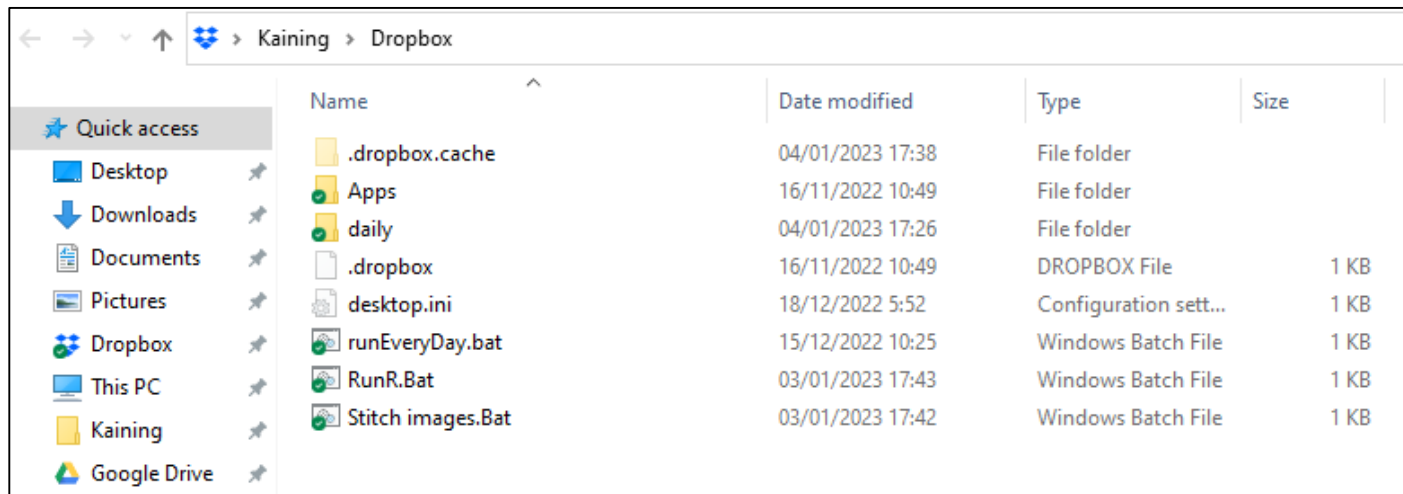 Kaining > Dropbox
Name Date modified Type Size
Quick access
Desktop
Downloads
Documents
Pictures
Dropbox
This PC
Kaining
Google Drive
.dropbox.cache 04/01/2023 17:38 File folder
Apps 16/11/2022 10:49 File folder
daily 04/01/2023 17:26 File folder
.dropbox 16/11/2022 10:49 DROPBOX File 1 KB
desktop.ini 18/12/2022 5:52 Configuration sett... 1 KB
runEveryDay.bat 15/12/2022 10:25 Windows Batch File 1 KB
RunR.Bat 03/01/2023 17:43 Windows Batch File 1 KB
Stitch images.Bat 03/01/2023 17:42 Windows Batch File 1 KB